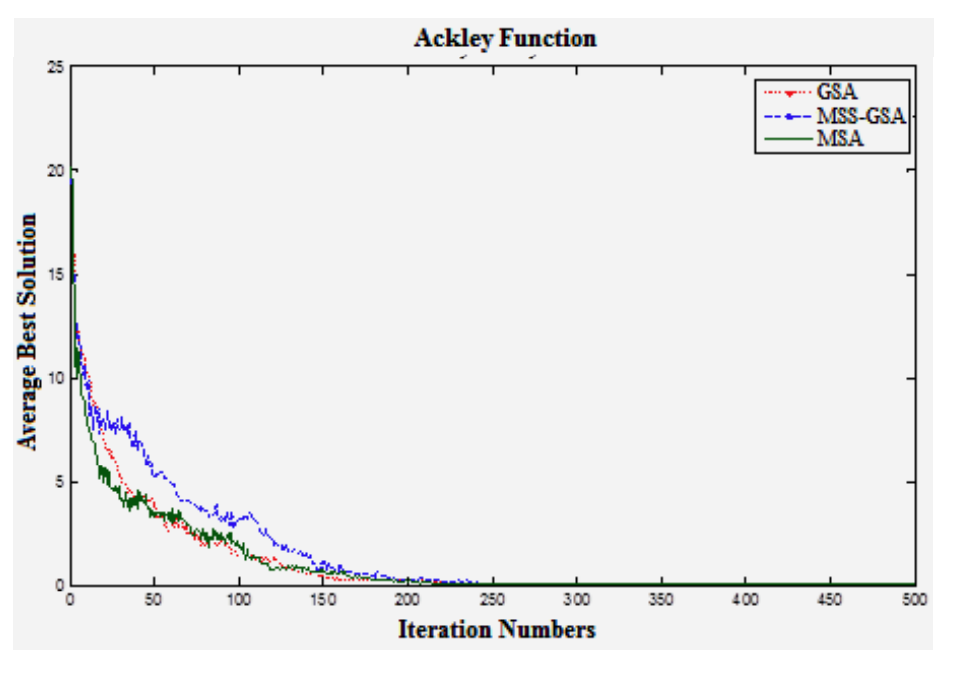 Ackley Function
25
20
15
10
5
0
0 50 100 150 200 250 300 350 400 450 500
Average Best Solution
Iteration Numbers
GSA
MSS-GSA
MSA